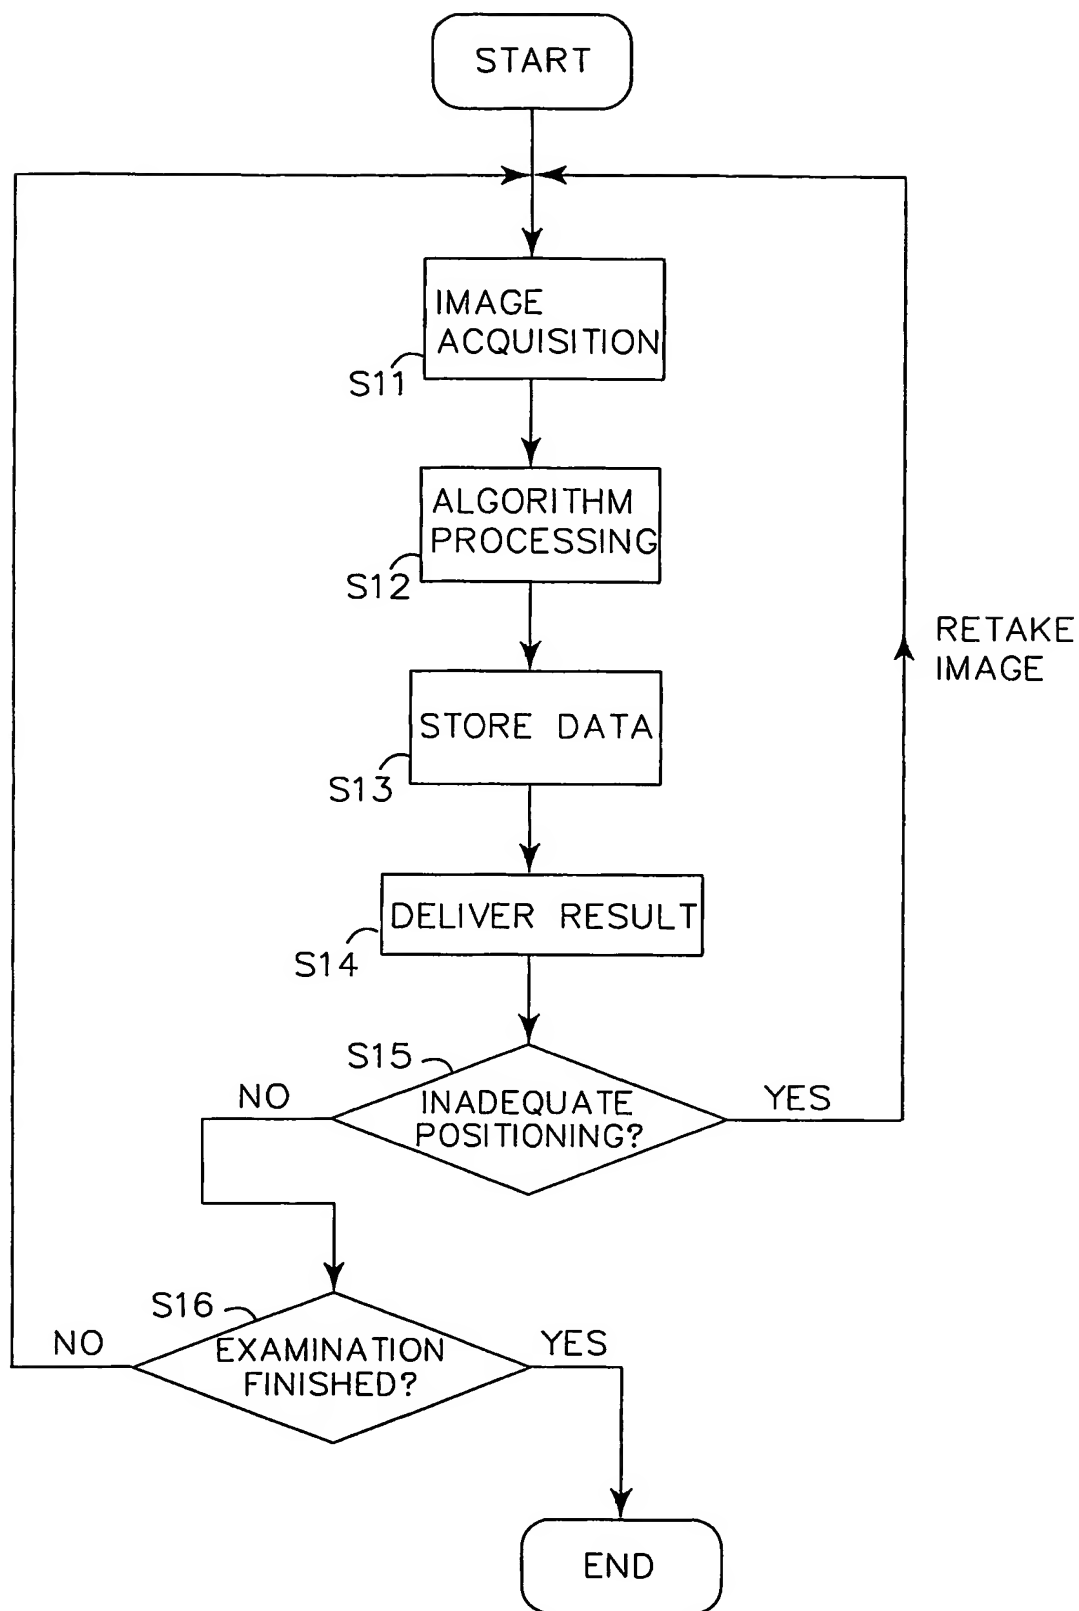 START
IMAGE
ACQUISITION
S11
ALGORITHM
PROCESSING
S12
RETAKE
IMAGE
STORE DATA
S13
DELIVER RESULT
S14
S15
NO
INADEQUATE
POSITIONING?
YES
S16
NO
EXAMINATION
FINISHED?
YES
END